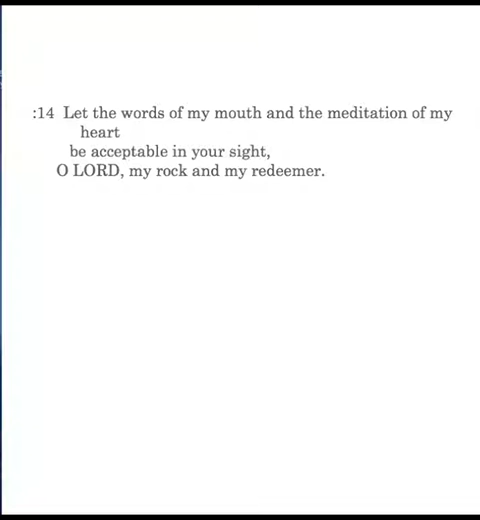 :14 Let the words of my mouth and the meditation of my
heart
be acceptable in your sight,
O LORD, my rock and my redeemer.